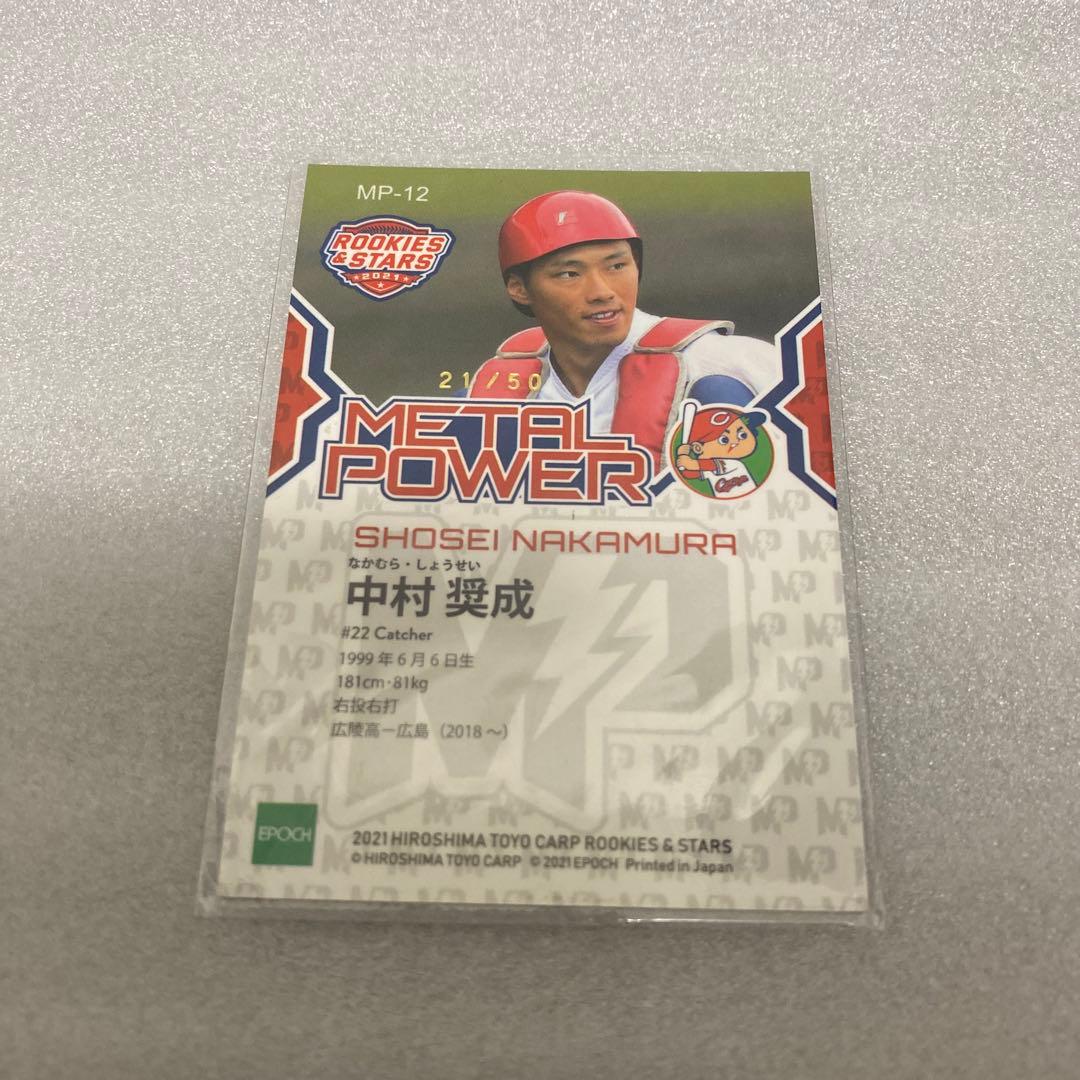 MP-12
ROOKIES
& STARS
2021
21/50
METAL
POWER
C
Carp
SHOSEI NAKAMURA
なかむら・しょうせい
中村 奨成
#22 Catcher
1999年6月6日生
181cm・81kg
右投右打
広陵高－広島（2018～）
MP
EPOCH
2021 HIROSHIMA TOYO CARP ROOKIES & STARS
© HIROSHIMA TOYO CARP © 2021 EPOCH Printed in Japan